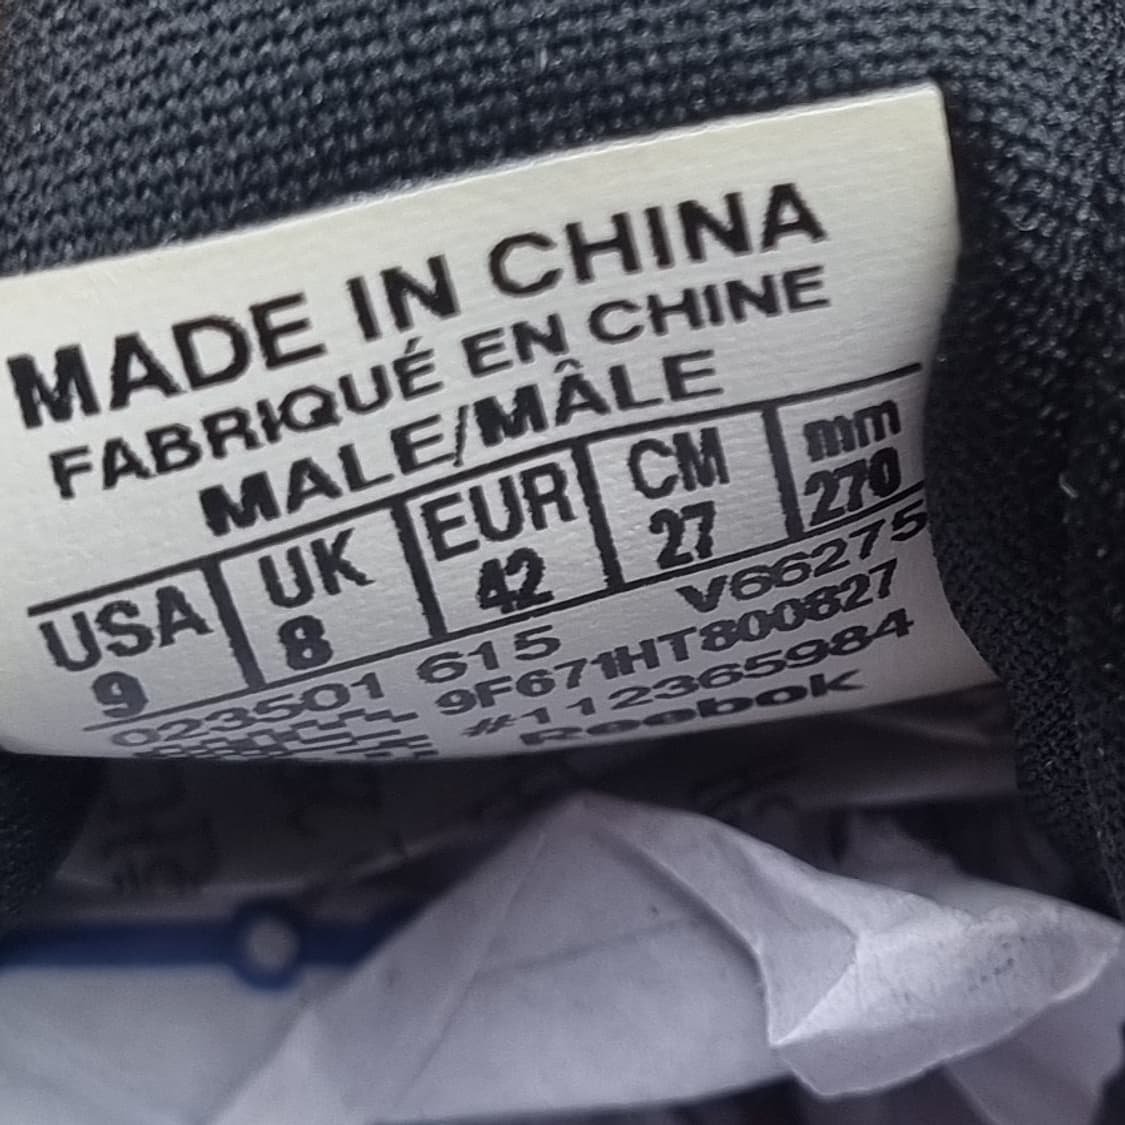 MADE IN CHINA
FABRIQUÉ EN CHINE
MALE/MÂLE
USA UK EUR CM mm
9 8 42 27 270
023501 615 V66275
9F671HT800827
#112365984
Reebok